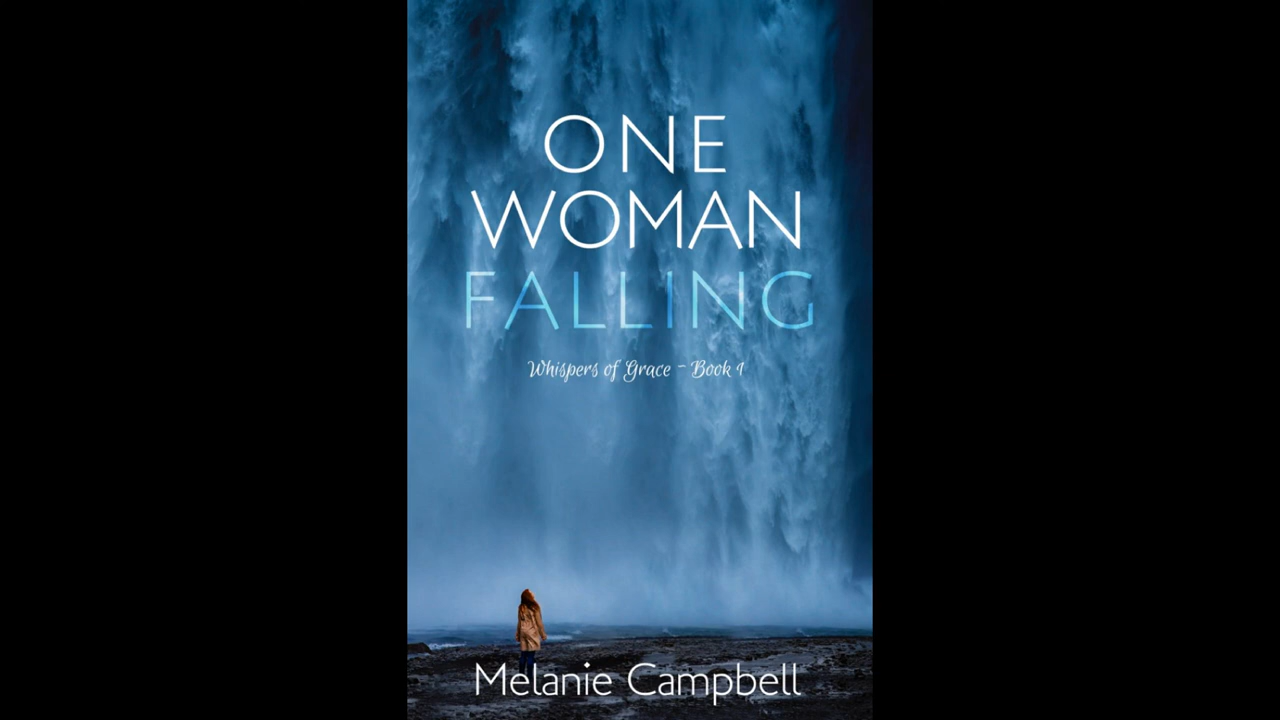 ONE
WOMAN
FALLING
Whispers of Grace - Book 1
Melanie Campbell